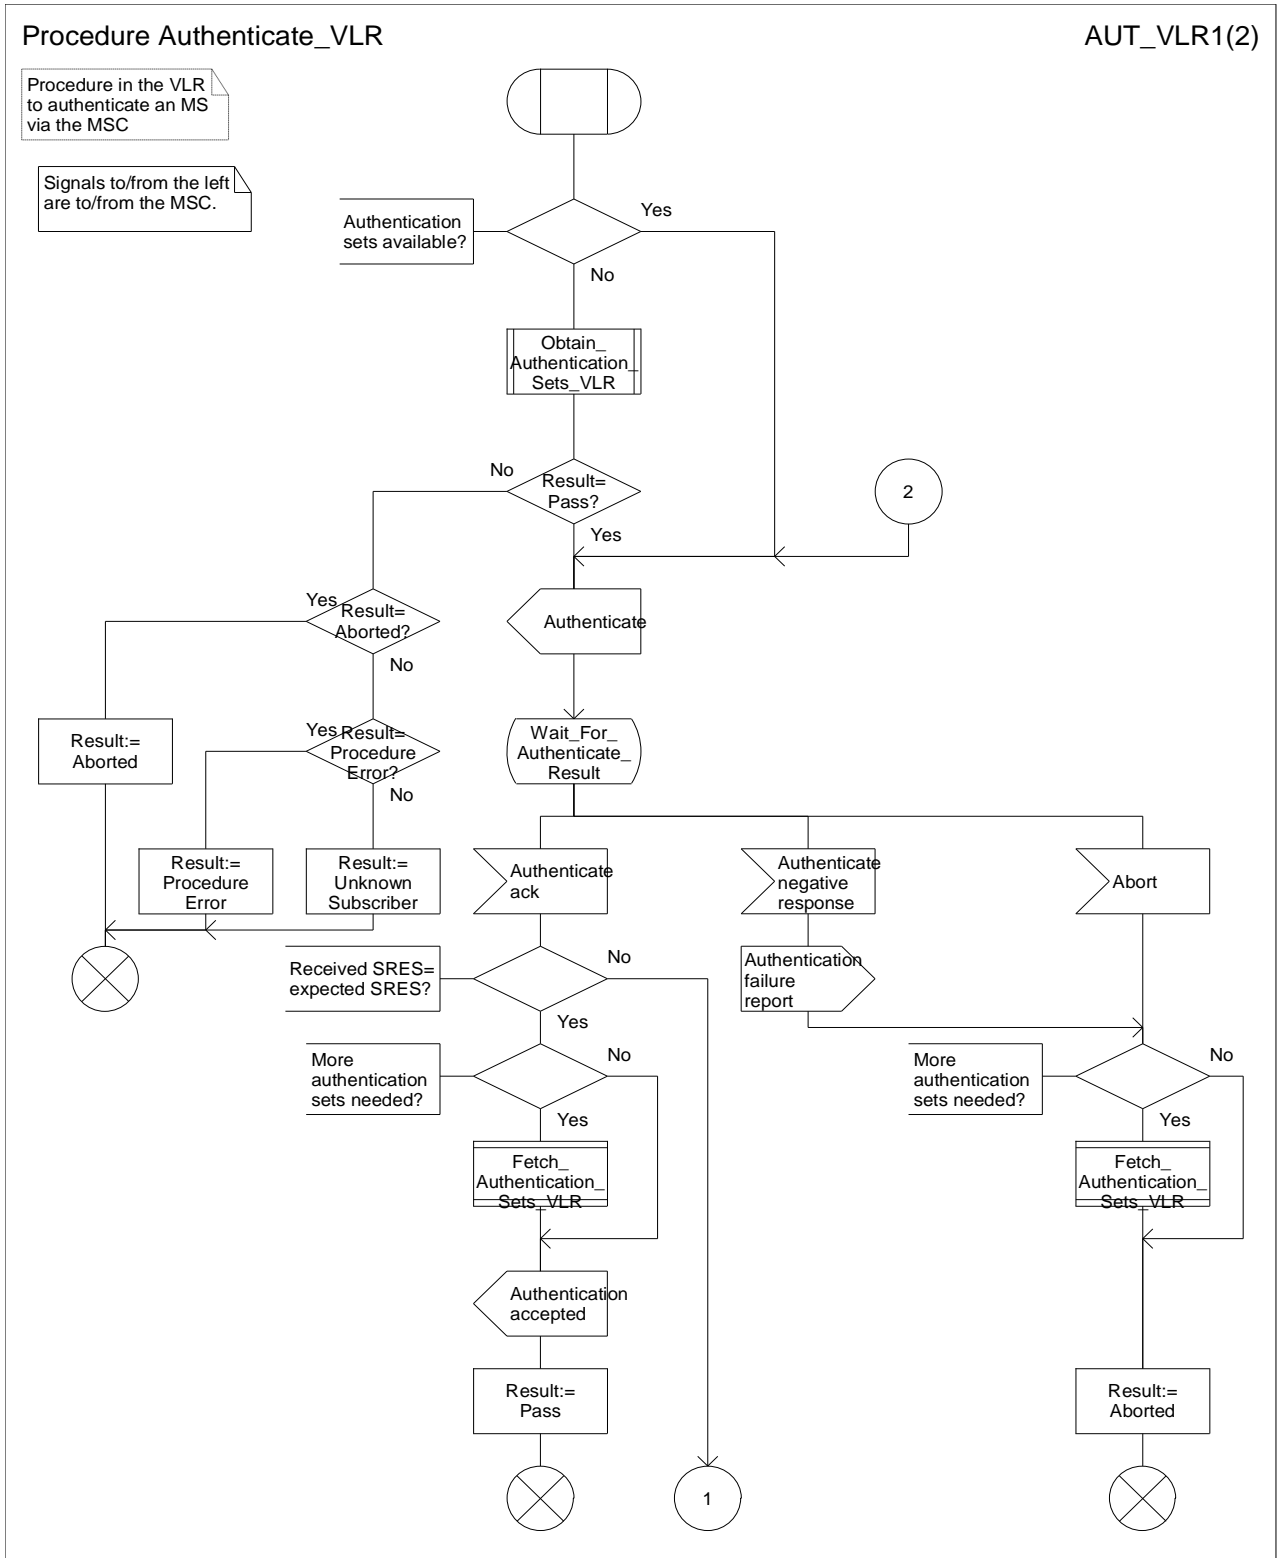 Procedure Authenticate_VLR
AUT_VLR1(2)
Procedure in the VLR
to authenticate an MS
via the MSC
Signals to/from the left
are to/from the MSC.
Authentication
sets available?
Yes
No
Obtain_
Authentication_
Sets_VLR
No
Result=
Pass?
Yes
2
Yes
Result=
Aborted?
No
Authenticate
Result:=
Aborted
Yes
Result=
Procedure
Error?
No
Wait_For_
Authenticate_
Result
Result:=
Procedure
Error
Result:=
Unknown
Subscriber
Authenticate
ack
Authenticate
negative
response
Abort
Received SRES=
expected SRES?
No
Yes
Authentication
failure
report
More
authentication
sets needed?
No
Yes
More
authentication
sets needed?
No
Yes
Fetch_
Authentication_
Sets_VLR
Fetch_
Authentication_
Sets_VLR
Authentication
accepted
Result:=
Pass
Result:=
Aborted
1